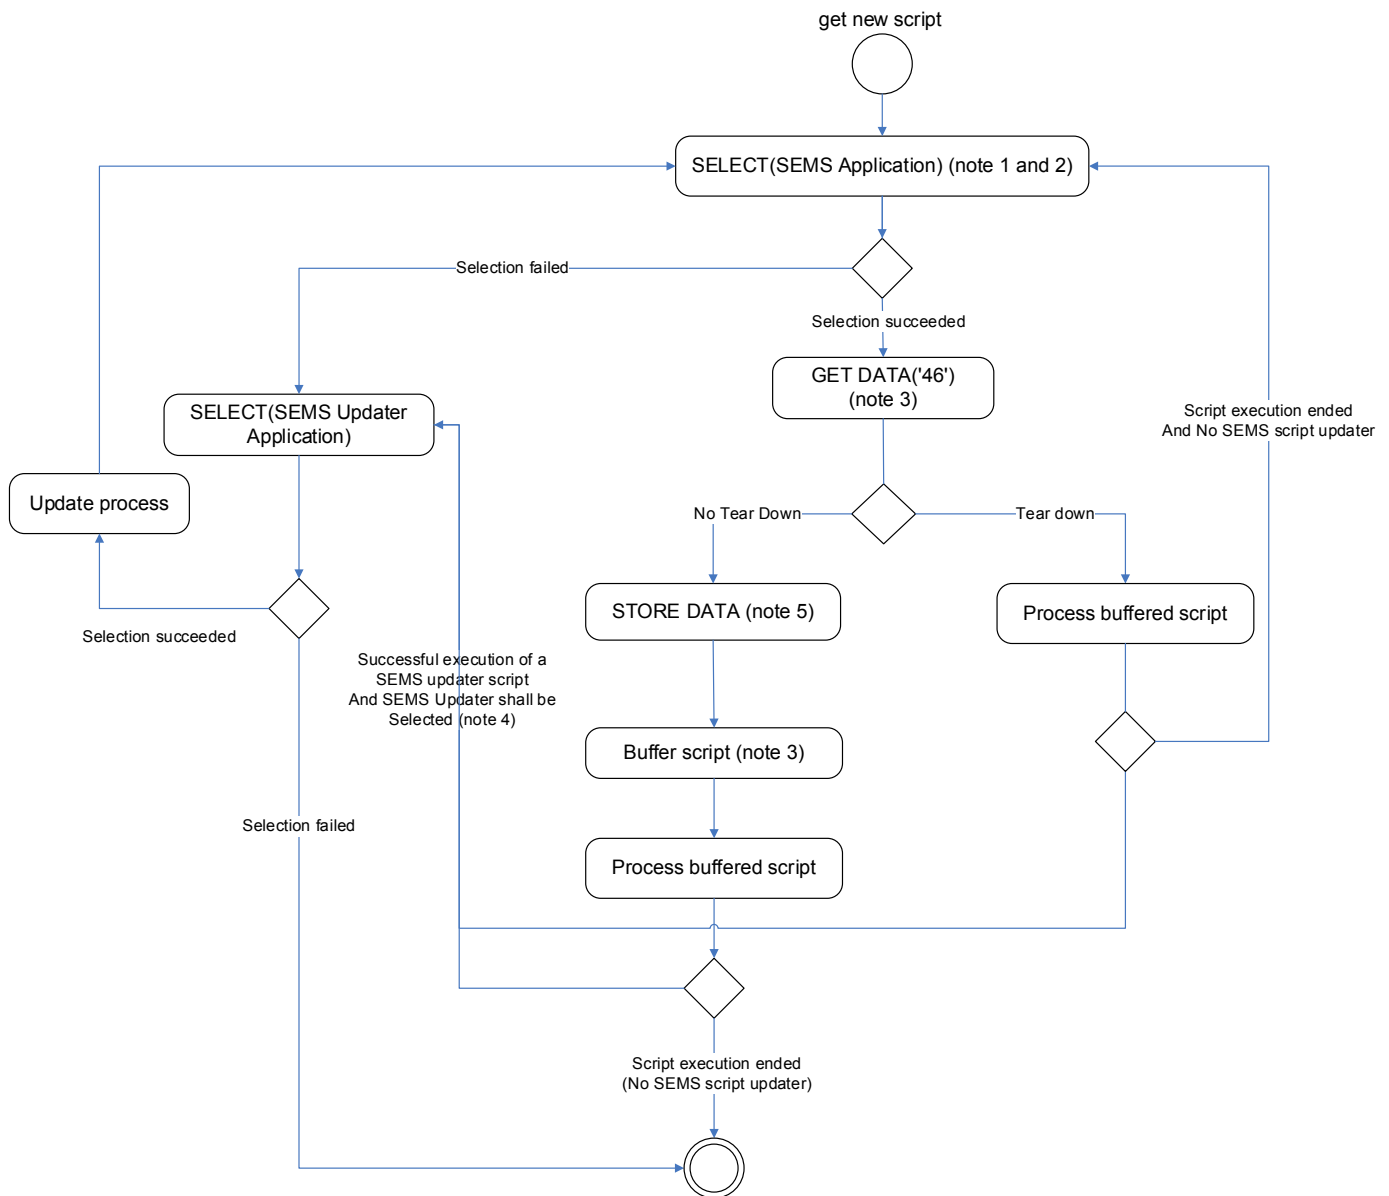 get new script
SELECT(SEMS Application) (note 1 and 2)
Selection failed
Selection succeeded
GET DATA('46')
(note 3)
SELECT(SEMS Updater
Application)
Script execution ended
And No SEMS script updater
Update process
No Tear Down
Tear down
STORE DATA (note 5)
Process buffered script
Selection succeeded
Successful execution of a
SEMS updater script
And SEMS Updater shall be
Selected (note 4)
Buffer script (note 3)
Selection failed
Process buffered script
Script execution ended
(No SEMS script updater)